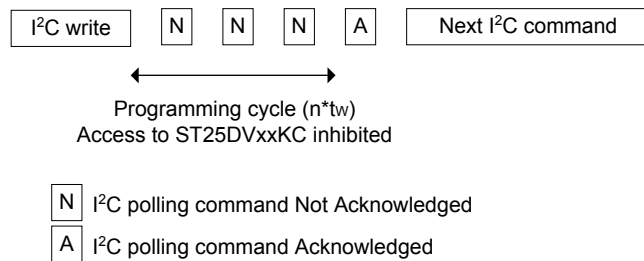 I²C write N N N A Next I²C command
Programming cycle (n*tw)
Access to ST25DVxxKC inhibited
N I²C polling command Not Acknowledged
A I²C polling command Acknowledged